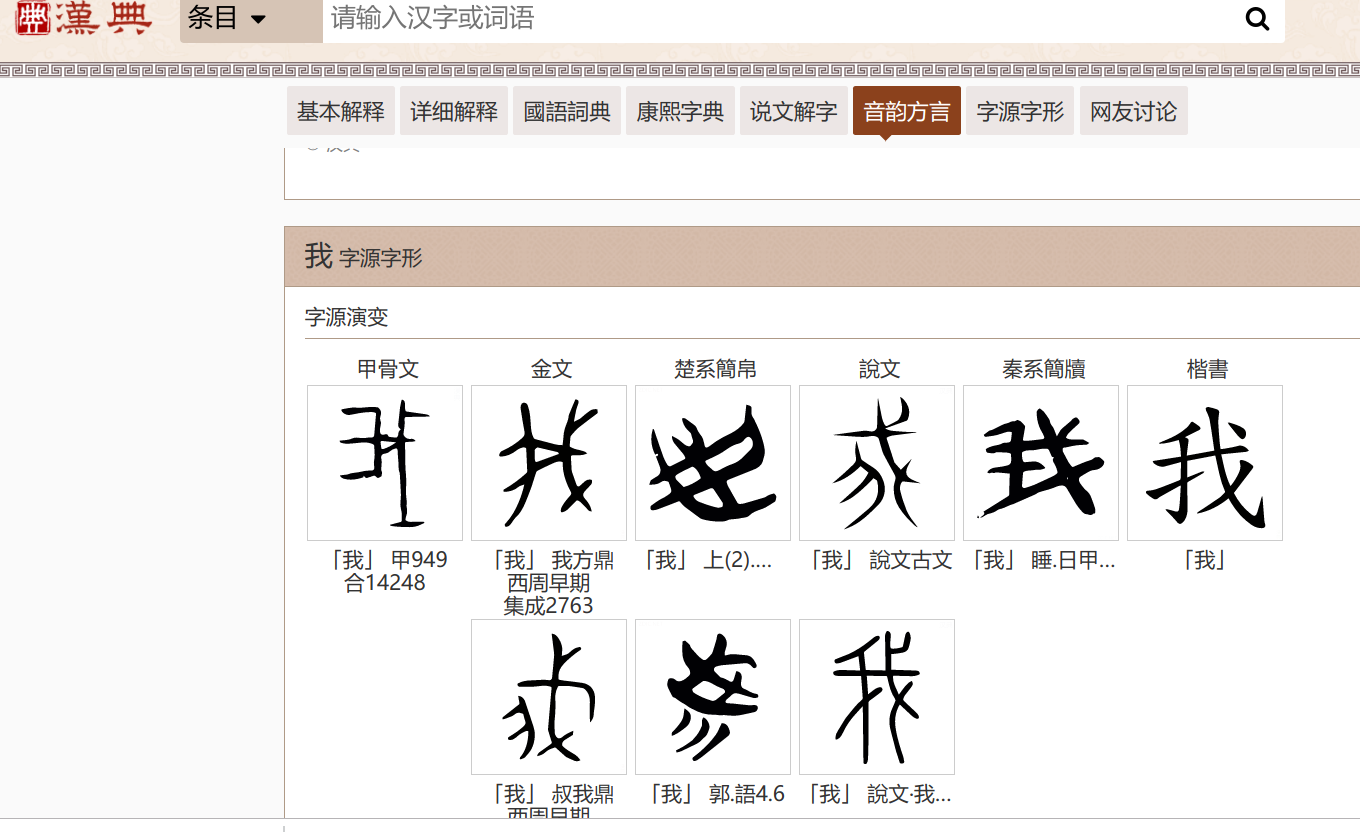 漢典
条目 请输入汉字或词语
基本解释 详细解释 國語詞典 康熙字典 说文解字 音韵方言 字源字形 网友讨论
我 字源字形
字源演变
甲骨文 金文 楚系簡帛 說文 秦系簡牘 楷書
我
「我」 甲949 「我」 我方鼎 「我」 上(2).... 「我」 說文古文 「我」 睡.日甲... 「我」
合14248 西周早期
集成2763
「我」 叔我鼎 「我」 郭.語4.6 「我」 說文·我...
西周早期